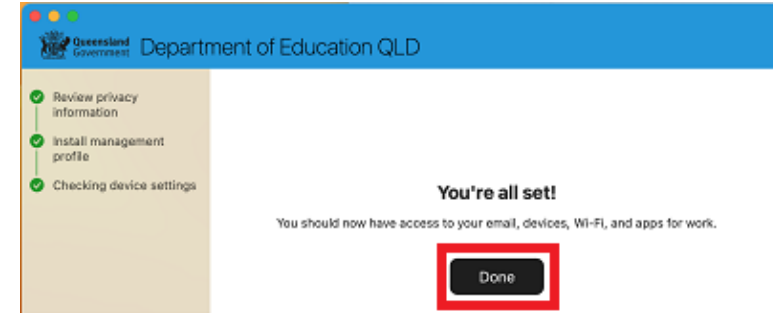 Queensland
Government
Department of Education QLD
Review privacy
information
Install management
profile
Checking device settings
You're all set!
You should now have access to your email, devices, Wi-Fi, and apps for work.
Done